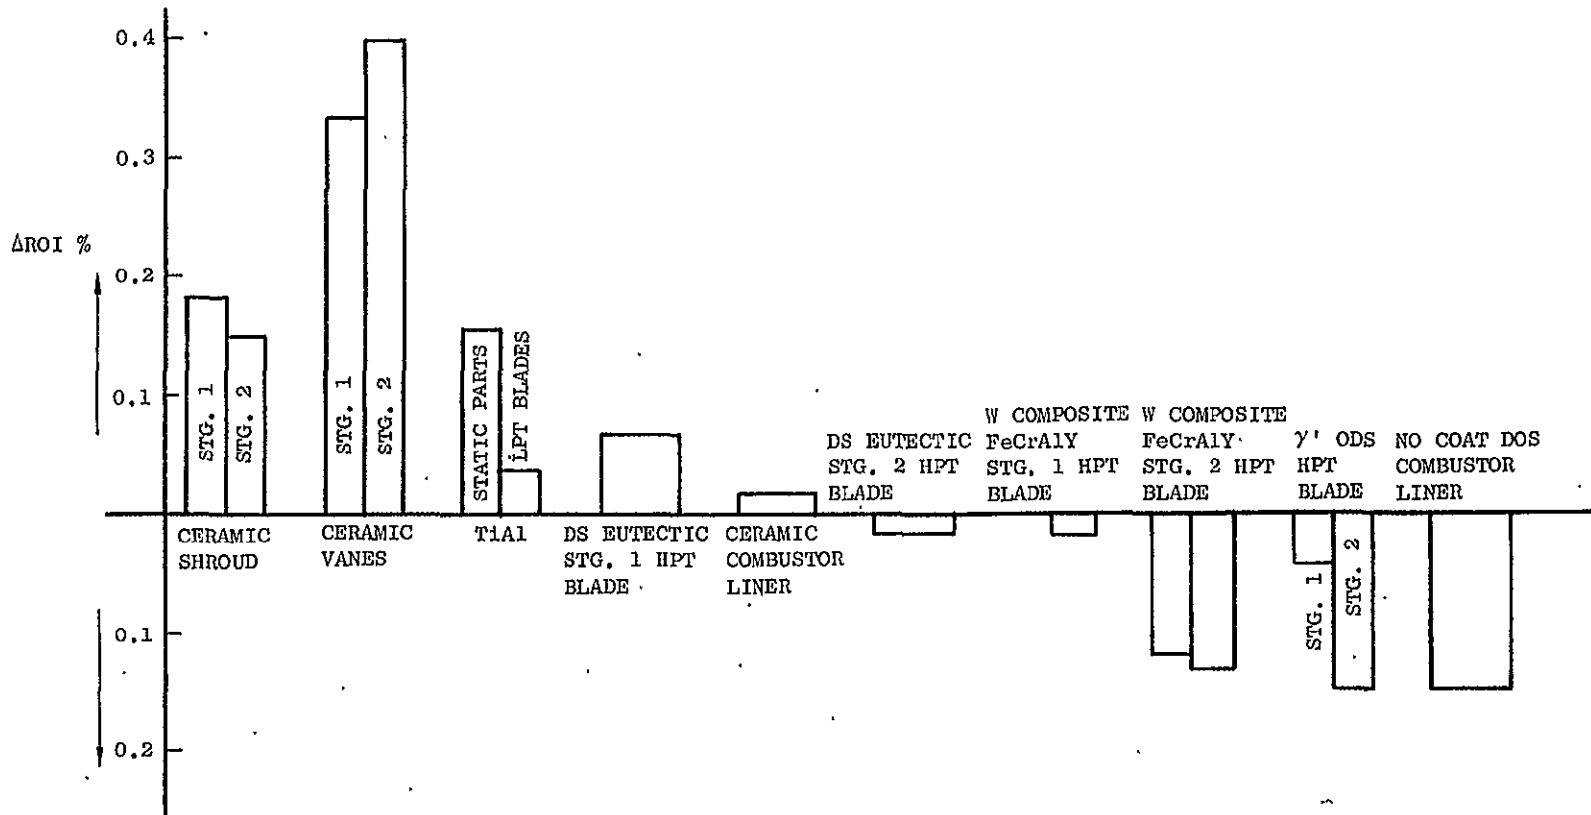 0.4
0.3
ΔROI %
0.2
0.1
0.1
0.2
STG. 1
STG. 2
CERAMIC
SHROUD
STG. 1
STG. 2
CERAMIC
VANES
STATIC PARTS
LPT BLADES
TiAl
DS EUTECTIC
STG. 1 HPT
BLADE
CERAMIC
COMBUSTOR
LINER
DS EUTECTIC
STG. 2 HPT
BLADE
W COMPOSITE
FeCrAlY
STG. 1 HPT
BLADE
W COMPOSITE
FeCrAlY
STG. 2 HPT
BLADE
γ' ODS
HPT
BLADE
STG. 1
STG. 2
NO COAT DOS
COMBUSTOR
LINER